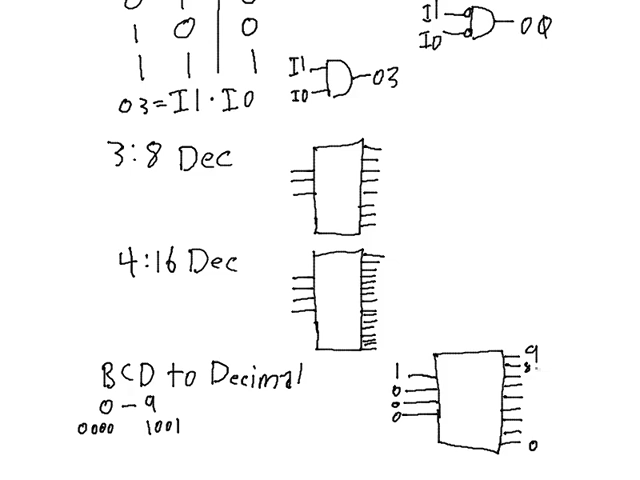 0 1 0
1 0 0
1 1 1
O3=I1·I0
I1
I0
O0
I1
I0
O3
3:8 Dec
4:16 Dec
BCD to Decimal
0-9
0000 1001
1
0
0
0
9
8
0